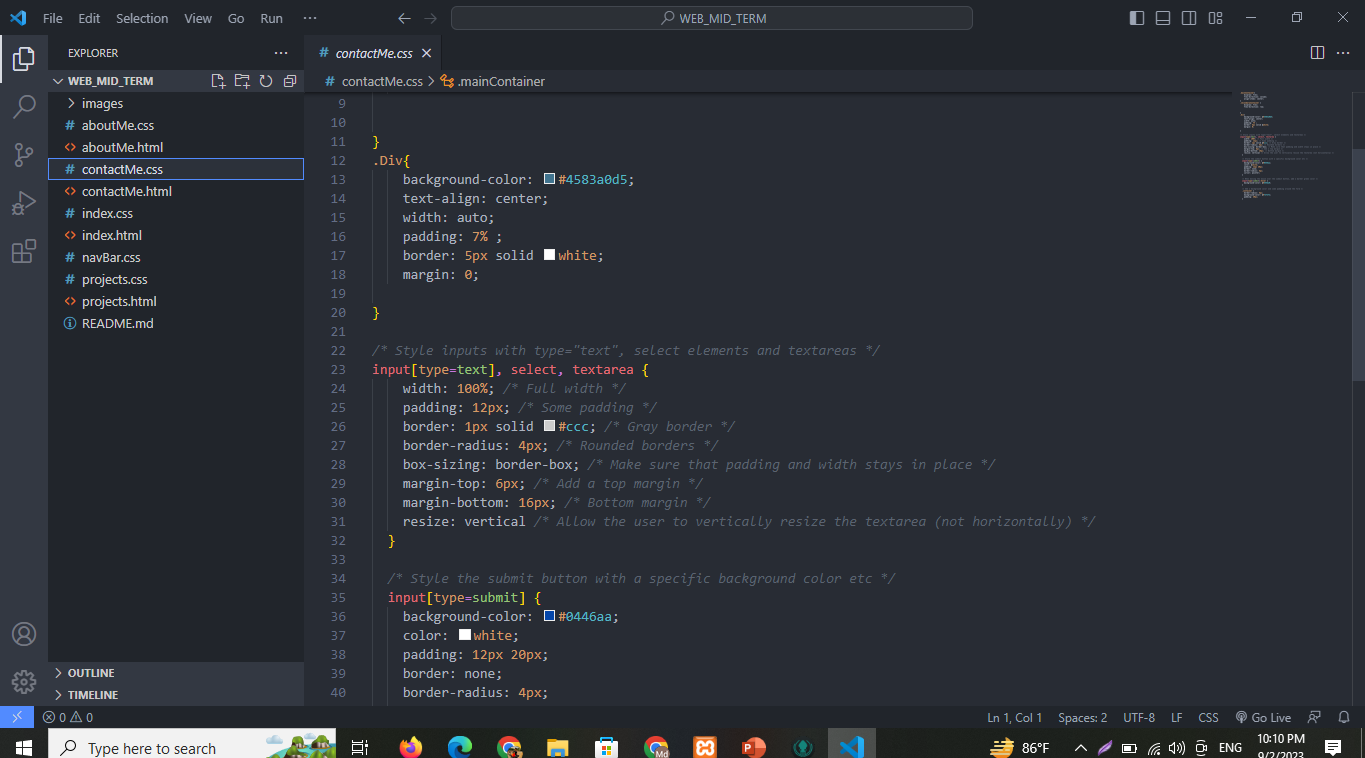 File Edit Selection View Go Run ···
WEB_MID_TERM
EXPLORER
WEB_MID_TERM
images
# aboutMe.css
<> aboutMe.html
# contactMe.css
<> contactMe.html
# index.css
<> index.html
# navBar.css
# projects.css
<> projects.html
README.md
OUTLINE
TIMELINE
# contactMe.css
# contactMe.css > .mainContainer
9
10
11 }
12 .Div{
13 background-color: #4583a0d5;
14 text-align: center;
15 width: auto;
16 padding: 7% ;
17 border: 5px solid white;
18 margin: 0;
19
20 }
21
22 /* Style inputs with type="text", select elements and textareas */
23 input[type=text], select, textarea {
24 width: 100%; /* Full width */
25 padding: 12px; /* Some padding */
26 border: 1px solid #ccc; /* Gray border */
27 border-radius: 4px; /* Rounded borders */
28 box-sizing: border-box; /* Make sure that padding and width stays in place */
29 margin-top: 6px; /* Add a top margin */
30 margin-bottom: 16px; /* Bottom margin */
31 resize: vertical /* Allow the user to vertically resize the textarea (not horizontally) */
32 }
33
34 /* Style the submit button with a specific background color etc */
35 input[type=submit] {
36 background-color: #0446aa;
37 color: white;
38 padding: 12px 20px;
39 border: none;
40 border-radius: 4px;
0 0 Ln 1, Col 1 Spaces: 2 UTF-8 LF CSS Go Live
Type here to search
Md
86°F
ENG
10:10 PM
9/2/2023